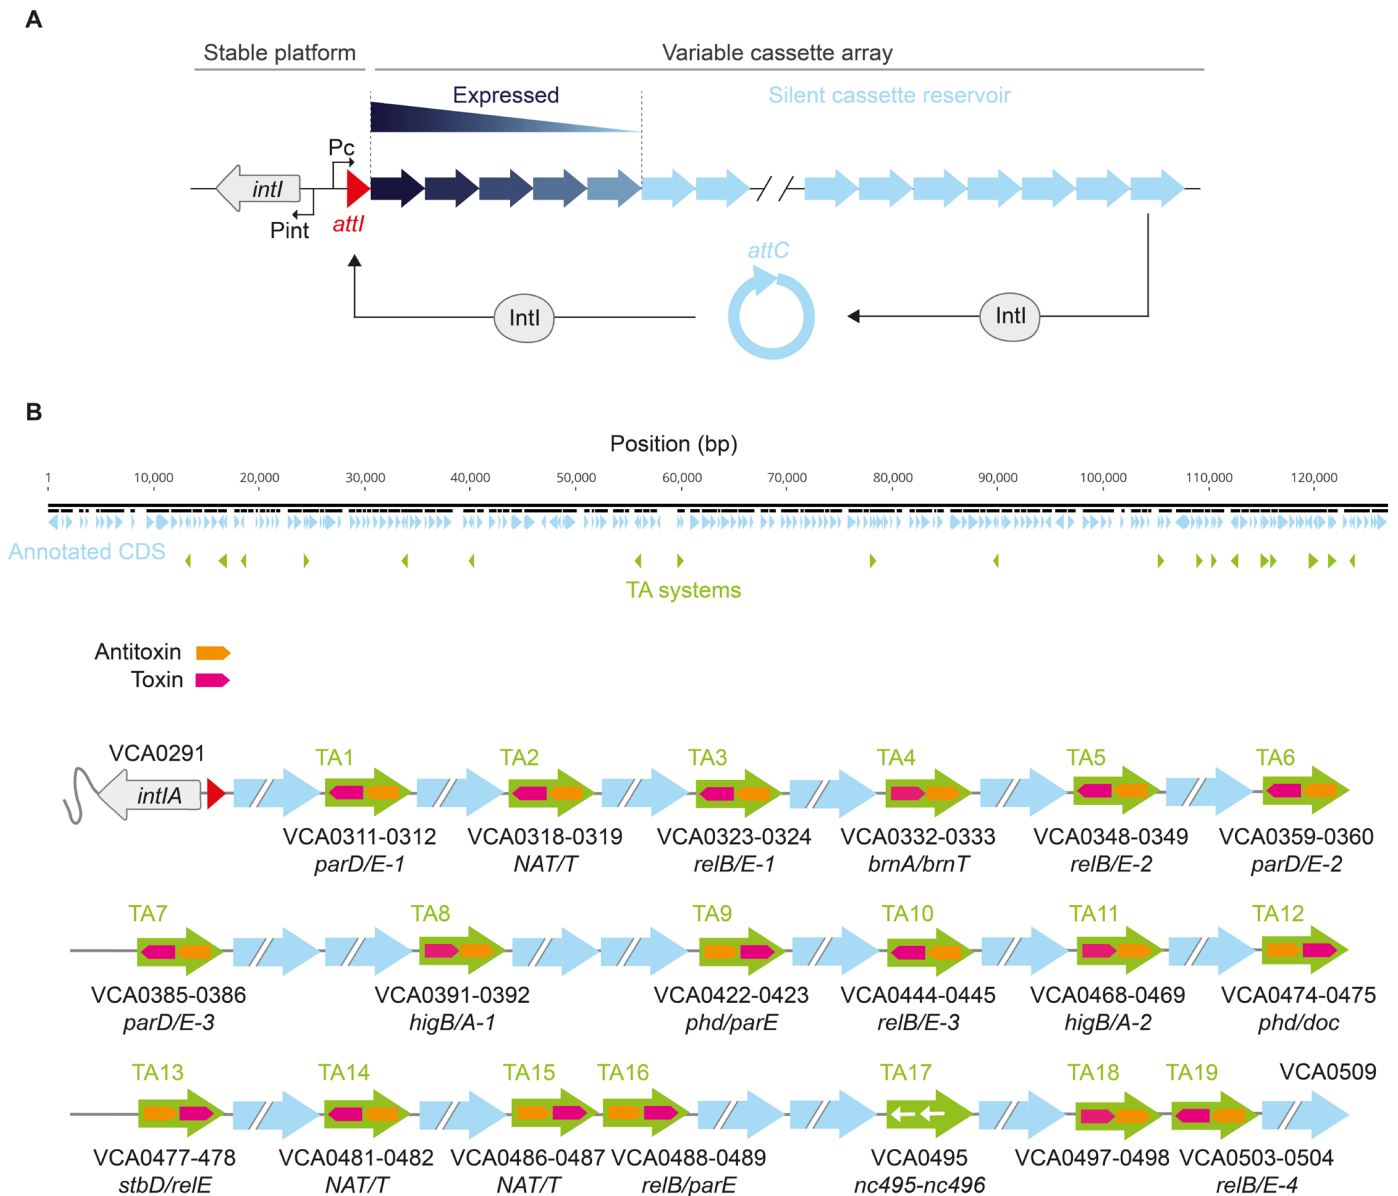 A
Stable platform
Variable cassette array
Expressed
Silent cassette reservoir
Pc
intI
Pint
attI
attC
IntI
IntI
B
Position (bp)
1 10,000 20,000 30,000 40,000 50,000 60,000 70,000 80,000 90,000 100,000 110,000 120,000
Annotated CDS
TA systems
Antitoxin
Toxin
VCA0291
TA1 TA2 TA3 TA4 TA5 TA6
intIA
VCA0311-0312 VCA0318-0319 VCA0323-0324 VCA0332-0333 VCA0348-0349 VCA0359-0360
parD/E-1 NAT/T relB/E-1 brnA/brnT relB/E-2 parD/E-2
TA7 TA8 TA9 TA10 TA11 TA12
VCA0385-0386 VCA0391-0392 VCA0422-0423 VCA0444-0445 VCA0468-0469 VCA0474-0475
parD/E-3 higB/A-1 phd/parE relB/E-3 higB/A-2 phd/doc
TA13 TA14 TA15 TA16 TA17 TA18 TA19 VCA0509
VCA0477-478 VCA0481-0482 VCA0486-0487 VCA0488-0489 VCA0495 VCA0497-0498 VCA0503-0504
stbD/relE NAT/T NAT/T relB/parE nc495-nc496 relB/E-4